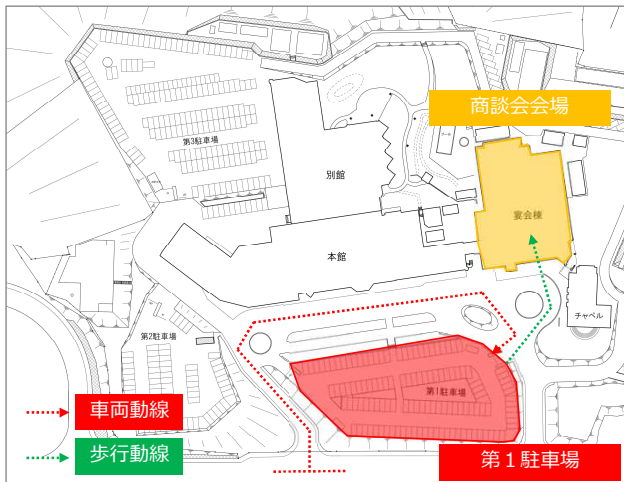 商談会会場
第3駐車場
別館
宴会棟
本館
チャペル
第2駐車場
第1駐車場
車両動線
歩行動線
第１駐車場